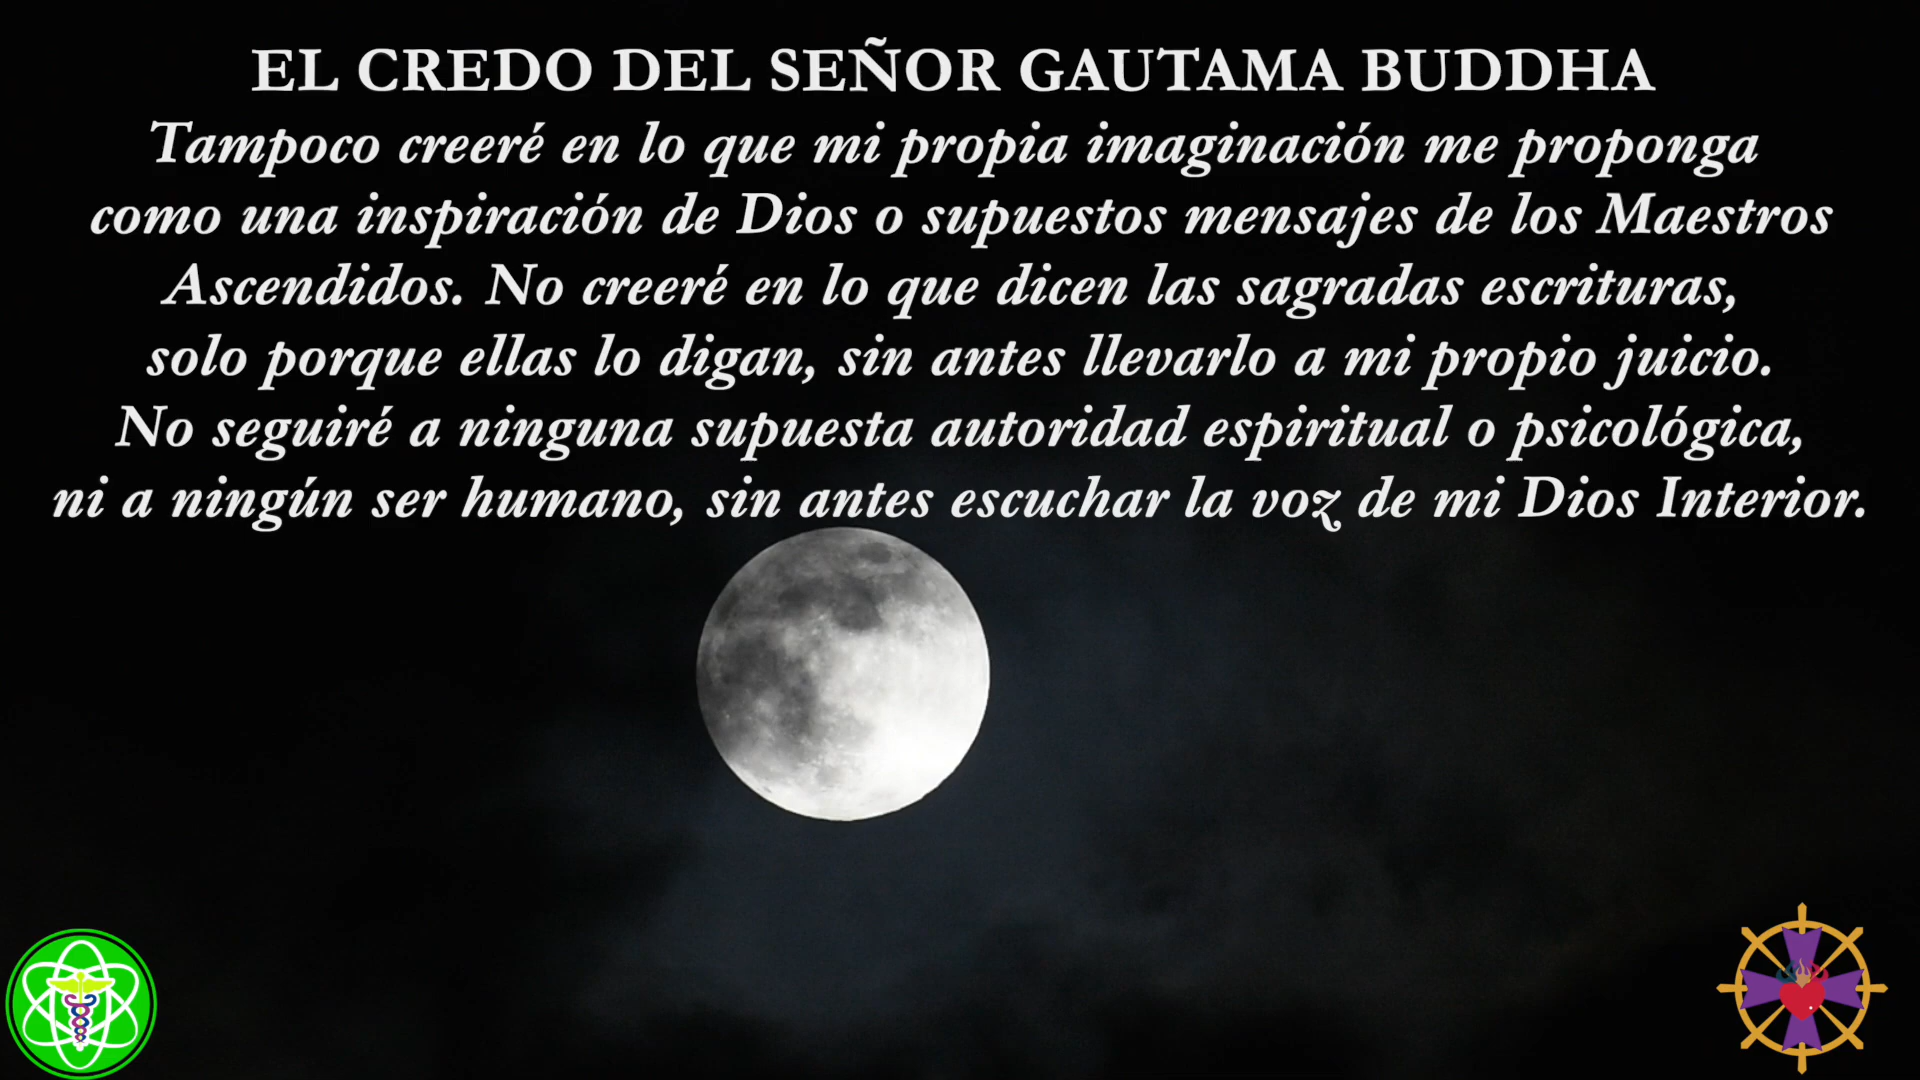 EL CREDO DEL SEÑOR GAUTAMA BUDDHA
Tampoco creeré en lo que mi propia imaginación me proponga
como una inspiración de Dios o supuestos mensajes de los Maestros
Ascendidos. No creeré en lo que dicen las sagradas escrituras,
solo porque ellas lo digan, sin antes llevarlo a mi propio juicio.
No seguiré a ninguna supuesta autoridad espiritual o psicológica,
ni a ningún ser humano, sin antes escuchar la voz de mi Dios Interior.